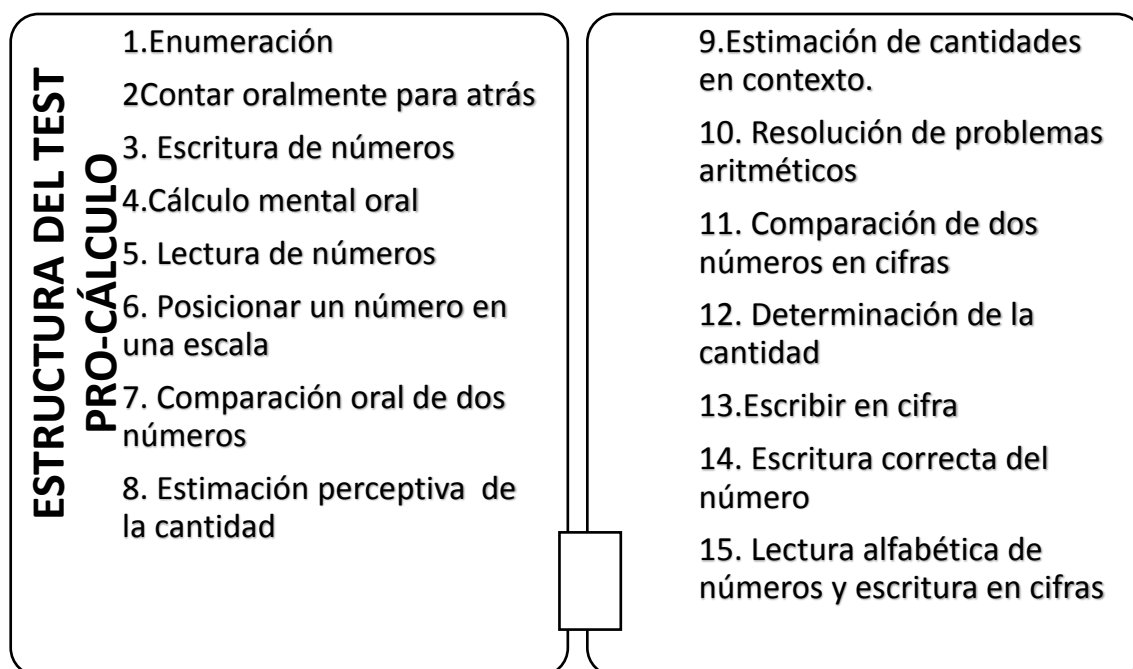 ESTRUCTURA DEL TEST
PRO-CÁLCULO
1.Enumeración
2Contar oralmente para atrás
3. Escritura de números
4.Cálculo mental oral
5. Lectura de números
6. Posicionar un número en
una escala
7. Comparación oral de dos
números
8. Estimación perceptiva de
la cantidad
9.Estimación de cantidades
en contexto.
10. Resolución de problemas
aritméticos
11. Comparación de dos
números en cifras
12. Determinación de la
cantidad
13.Escribir en cifra
14. Escritura correcta del
número
15. Lectura alfabética de
números y escritura en cifras